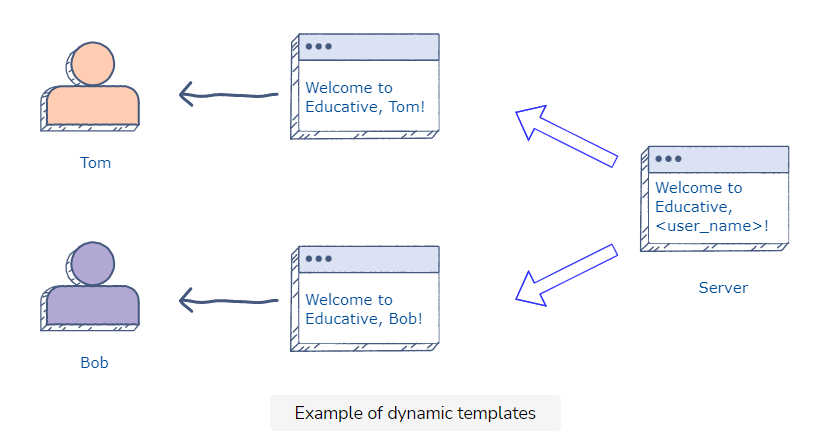 Welcome to
Educative, Tom!
Tom
Welcome to
Educative,
<user_name>!
Server
Welcome to
Educative, Bob!
Bob
Example of dynamic templates